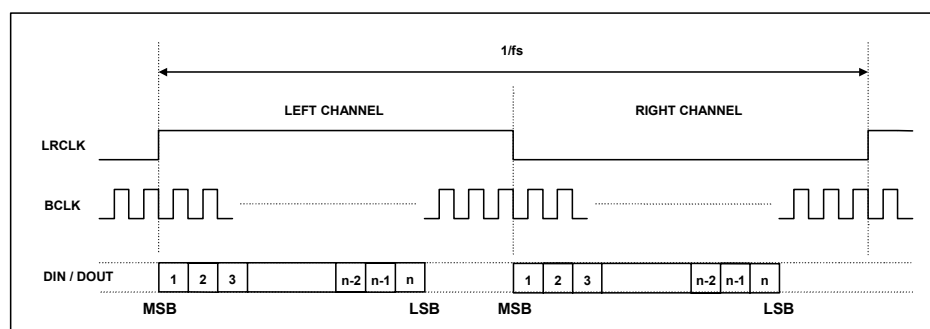 1/fs
LEFT CHANNEL RIGHT CHANNEL
LRCLK
BCLK
DIN / DOUT 1 2 3 n-2 n-1 n 1 2 3 n-2 n-1 n
MSB LSB MSB LSB